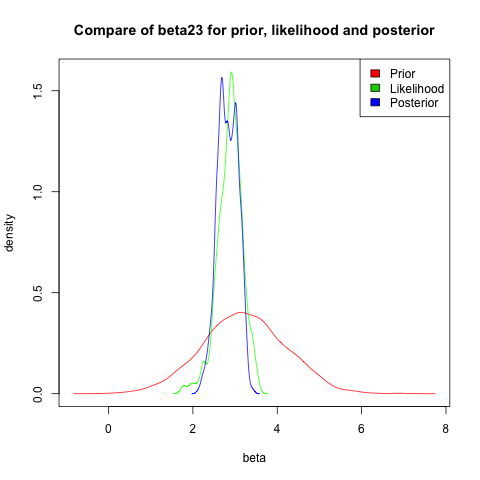 Compare of beta23 for prior, likelihood and posterior
Prior
Likelihood
Posterior
density
1.5
1.0
0.5
0.0
0 2 4 6 8
beta